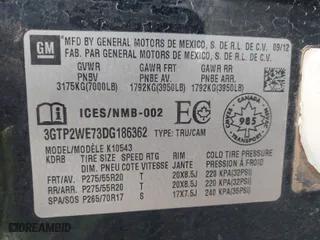 GM
MFD. BY GENERAL MOTORS DE MEXICO, S. DE R.L. DE C.V. 09/12
FAB. PAR GENERAL MOTORS DE MEXICO, S. DE R.L. DE C.V.
GVWR GAWR FRT GAWR RR
PNBV PNBE AV PNBE AR
3175KG(7000LB) 1792KG(3950LB) 1792KG(3950LB)
ICES/NMB-002
CANADA
985
3GTP2WE73DG186362 TYPE: TRU/CAM
MODEL/MODÈLE K10543
KDRB TIRE SIZE SPEED RTG RIM COLD TIRE PRESSURE
DIM. PNEU COTE VITESSE JANTE PRESSION À FROID
FRT/AV. P275/55R20 T 20X8.5J 220 KPA(32PSI)
RR/ARR P275/55R20 T 20X8.5J 220 KPA(32PSI)
SPA/SOS P265/70R17 S 17X7.5J 240 KPA(35PSI)